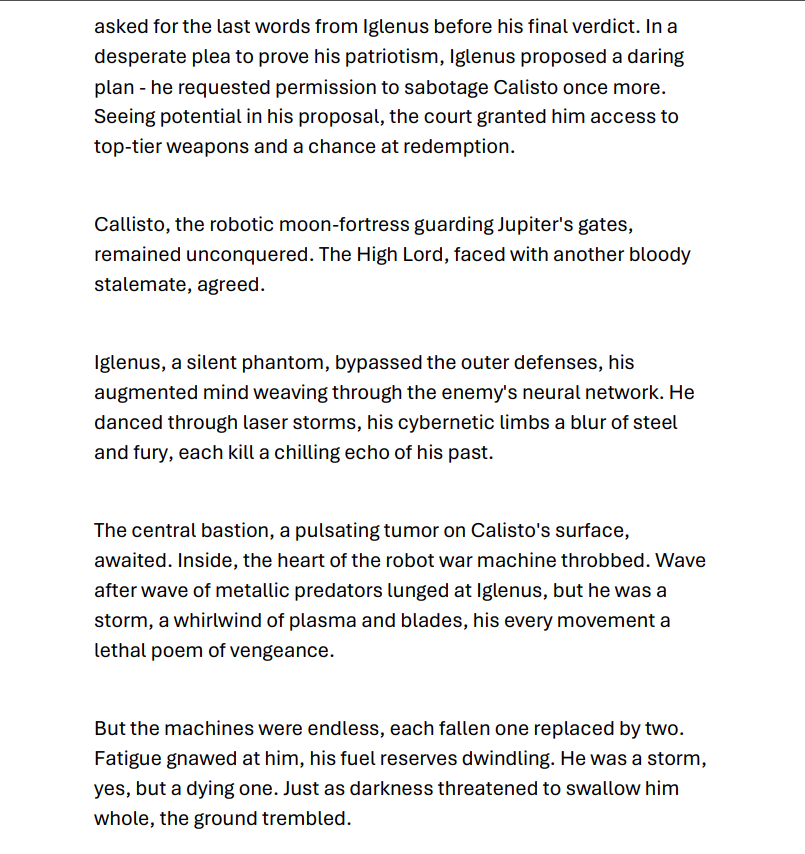 asked for the last words from Iglenus before his final verdict. In a
desperate plea to prove his patriotism, Iglenus proposed a daring
plan - he requested permission to sabotage Calisto once more.
Seeing potential in his proposal, the court granted him access to
top-tier weapons and a chance at redemption.
Callisto, the robotic moon-fortress guarding Jupiter's gates,
remained unconquered. The High Lord, faced with another bloody
stalemate, agreed.
Iglenus, a silent phantom, bypassed the outer defenses, his
augmented mind weaving through the enemy's neural network. He
danced through laser storms, his cybernetic limbs a blur of steel
and fury, each kill a chilling echo of his past.
The central bastion, a pulsating tumor on Calisto's surface,
awaited. Inside, the heart of the robot war machine throbbed. Wave
after wave of metallic predators lunged at Iglenus, but he was a
storm, a whirlwind of plasma and blades, his every movement a
lethal poem of vengeance.
But the machines were endless, each fallen one replaced by two.
Fatigue gnawed at him, his fuel reserves dwindling. He was a storm,
yes, but a dying one. Just as darkness threatened to swallow him
whole, the ground trembled.